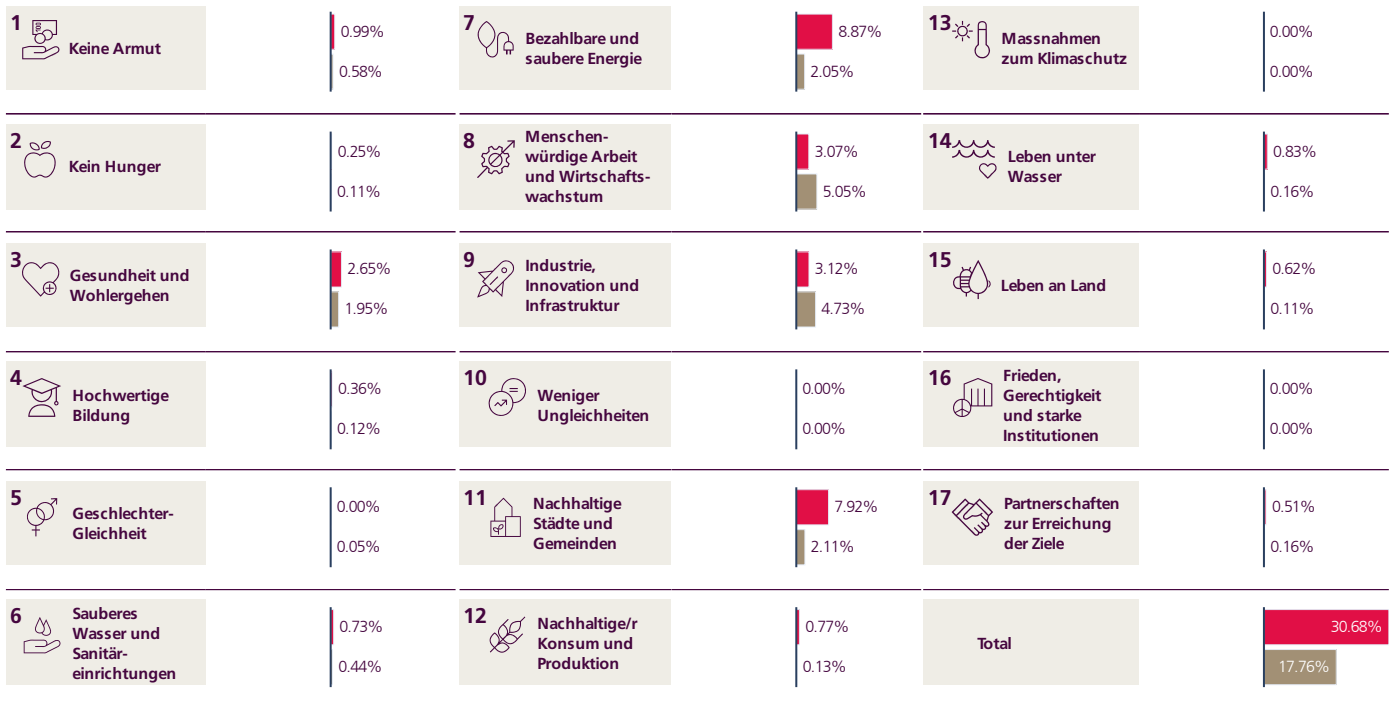 1
Keine Armut
0.99%
0.58%
2
Kein Hunger
0.25%
0.11%
3
Gesundheit und
Wohlergehen
2.65%
1.95%
4
Hochwertige
Bildung
0.36%
0.12%
5
Geschlechter-
Gleichheit
0.00%
0.05%
6
Sauberes
Wasser und
Sanitär-
einrichtungen
0.73%
0.44%
7
Bezahlbare und
saubere Energie
8.87%
2.05%
8
Menschen-
würdige Arbeit
und Wirtschafts-
wachstum
3.07%
5.05%
9
Industrie,
Innovation und
Infrastruktur
3.12%
4.73%
10
Weniger
Ungleichheiten
0.00%
0.00%
11
Nachhaltige
Städte und
Gemeinden
7.92%
2.11%
12
Nachhaltige/r
Konsum und
Produktion
0.77%
0.13%
13
Massnahmen
zum Klimaschutz
0.00%
0.00%
14
Leben unter
Wasser
0.83%
0.16%
15
Leben an Land
0.62%
0.11%
16
Frieden,
Gerechtigkeit
und starke
Institutionen
0.00%
0.00%
17
Partnerschaften
zur Erreichung
der Ziele
0.51%
0.16%
Total
30.68%
17.76%